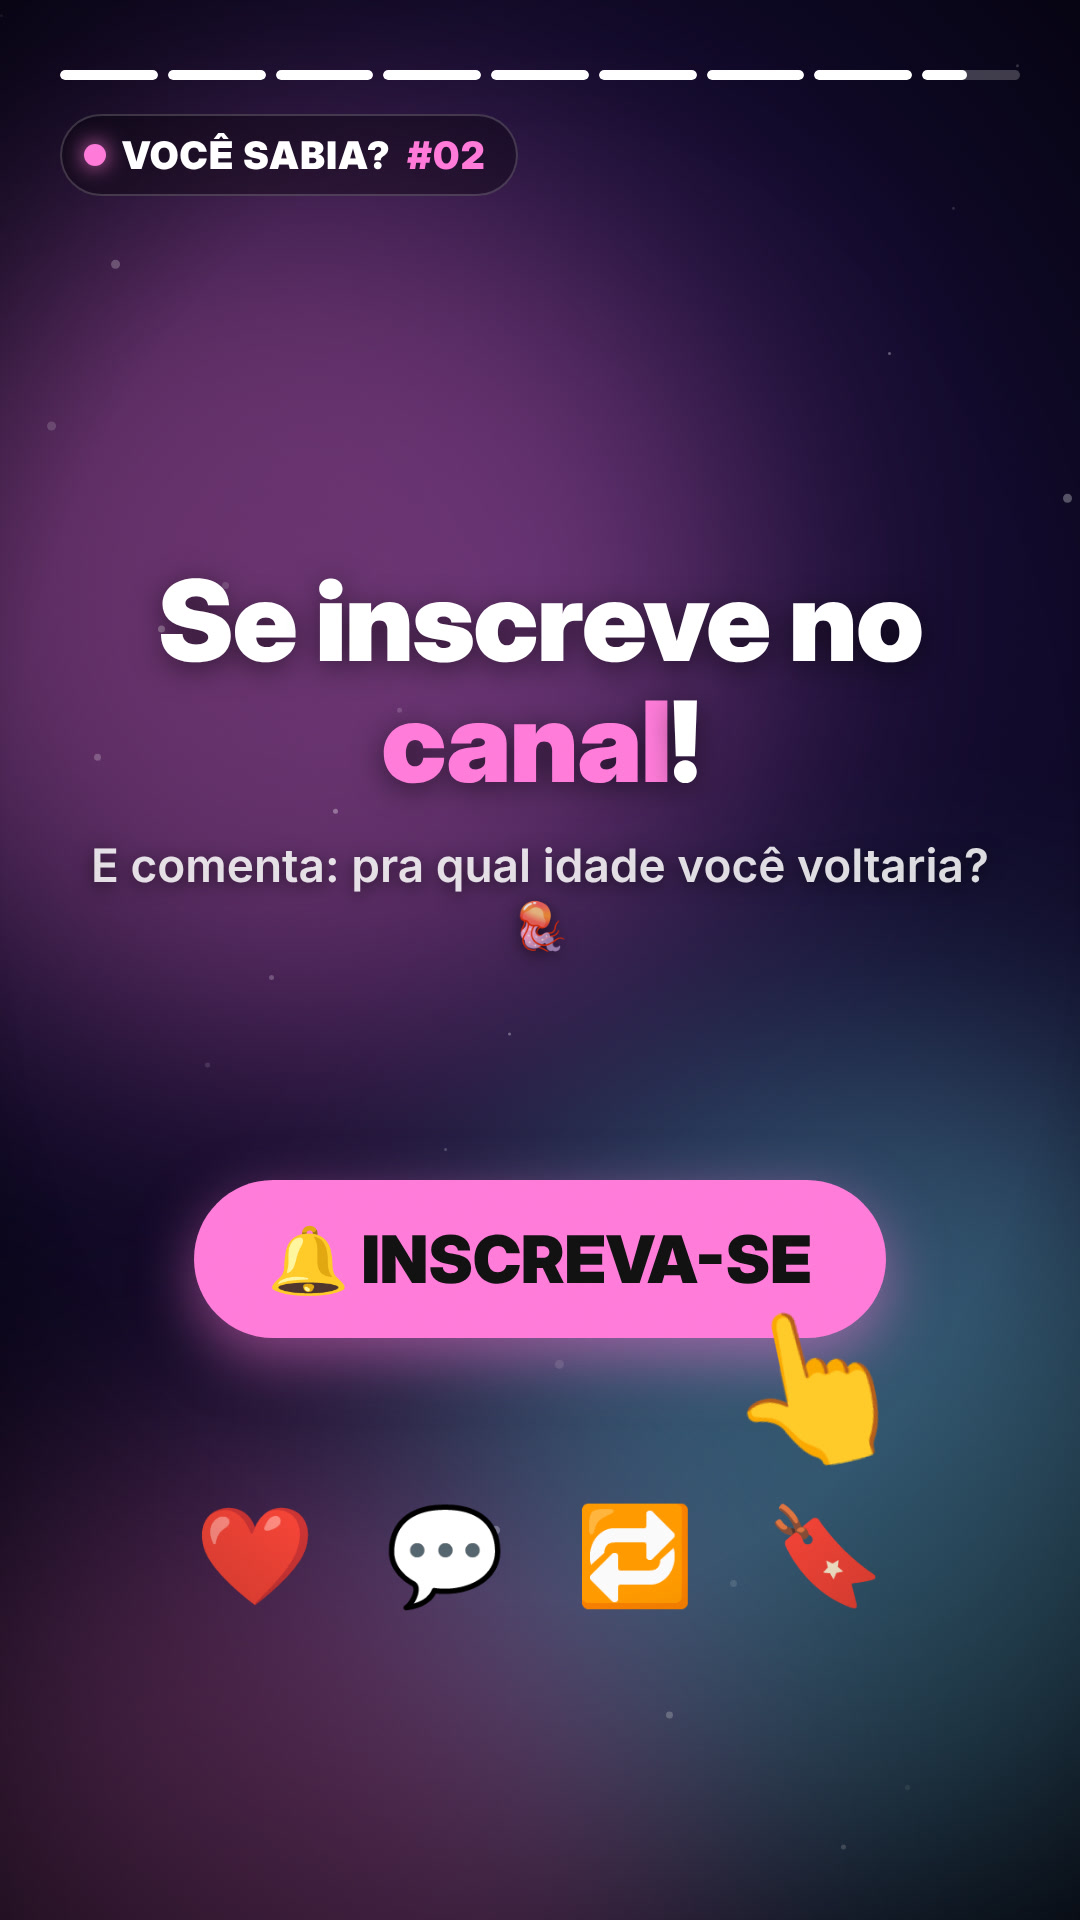 VOCÊ SABIA? #02
Se inscreve no
canal!
E comenta: pra qual idade você voltaria?
🪼
🔔 INSCREVA-SE